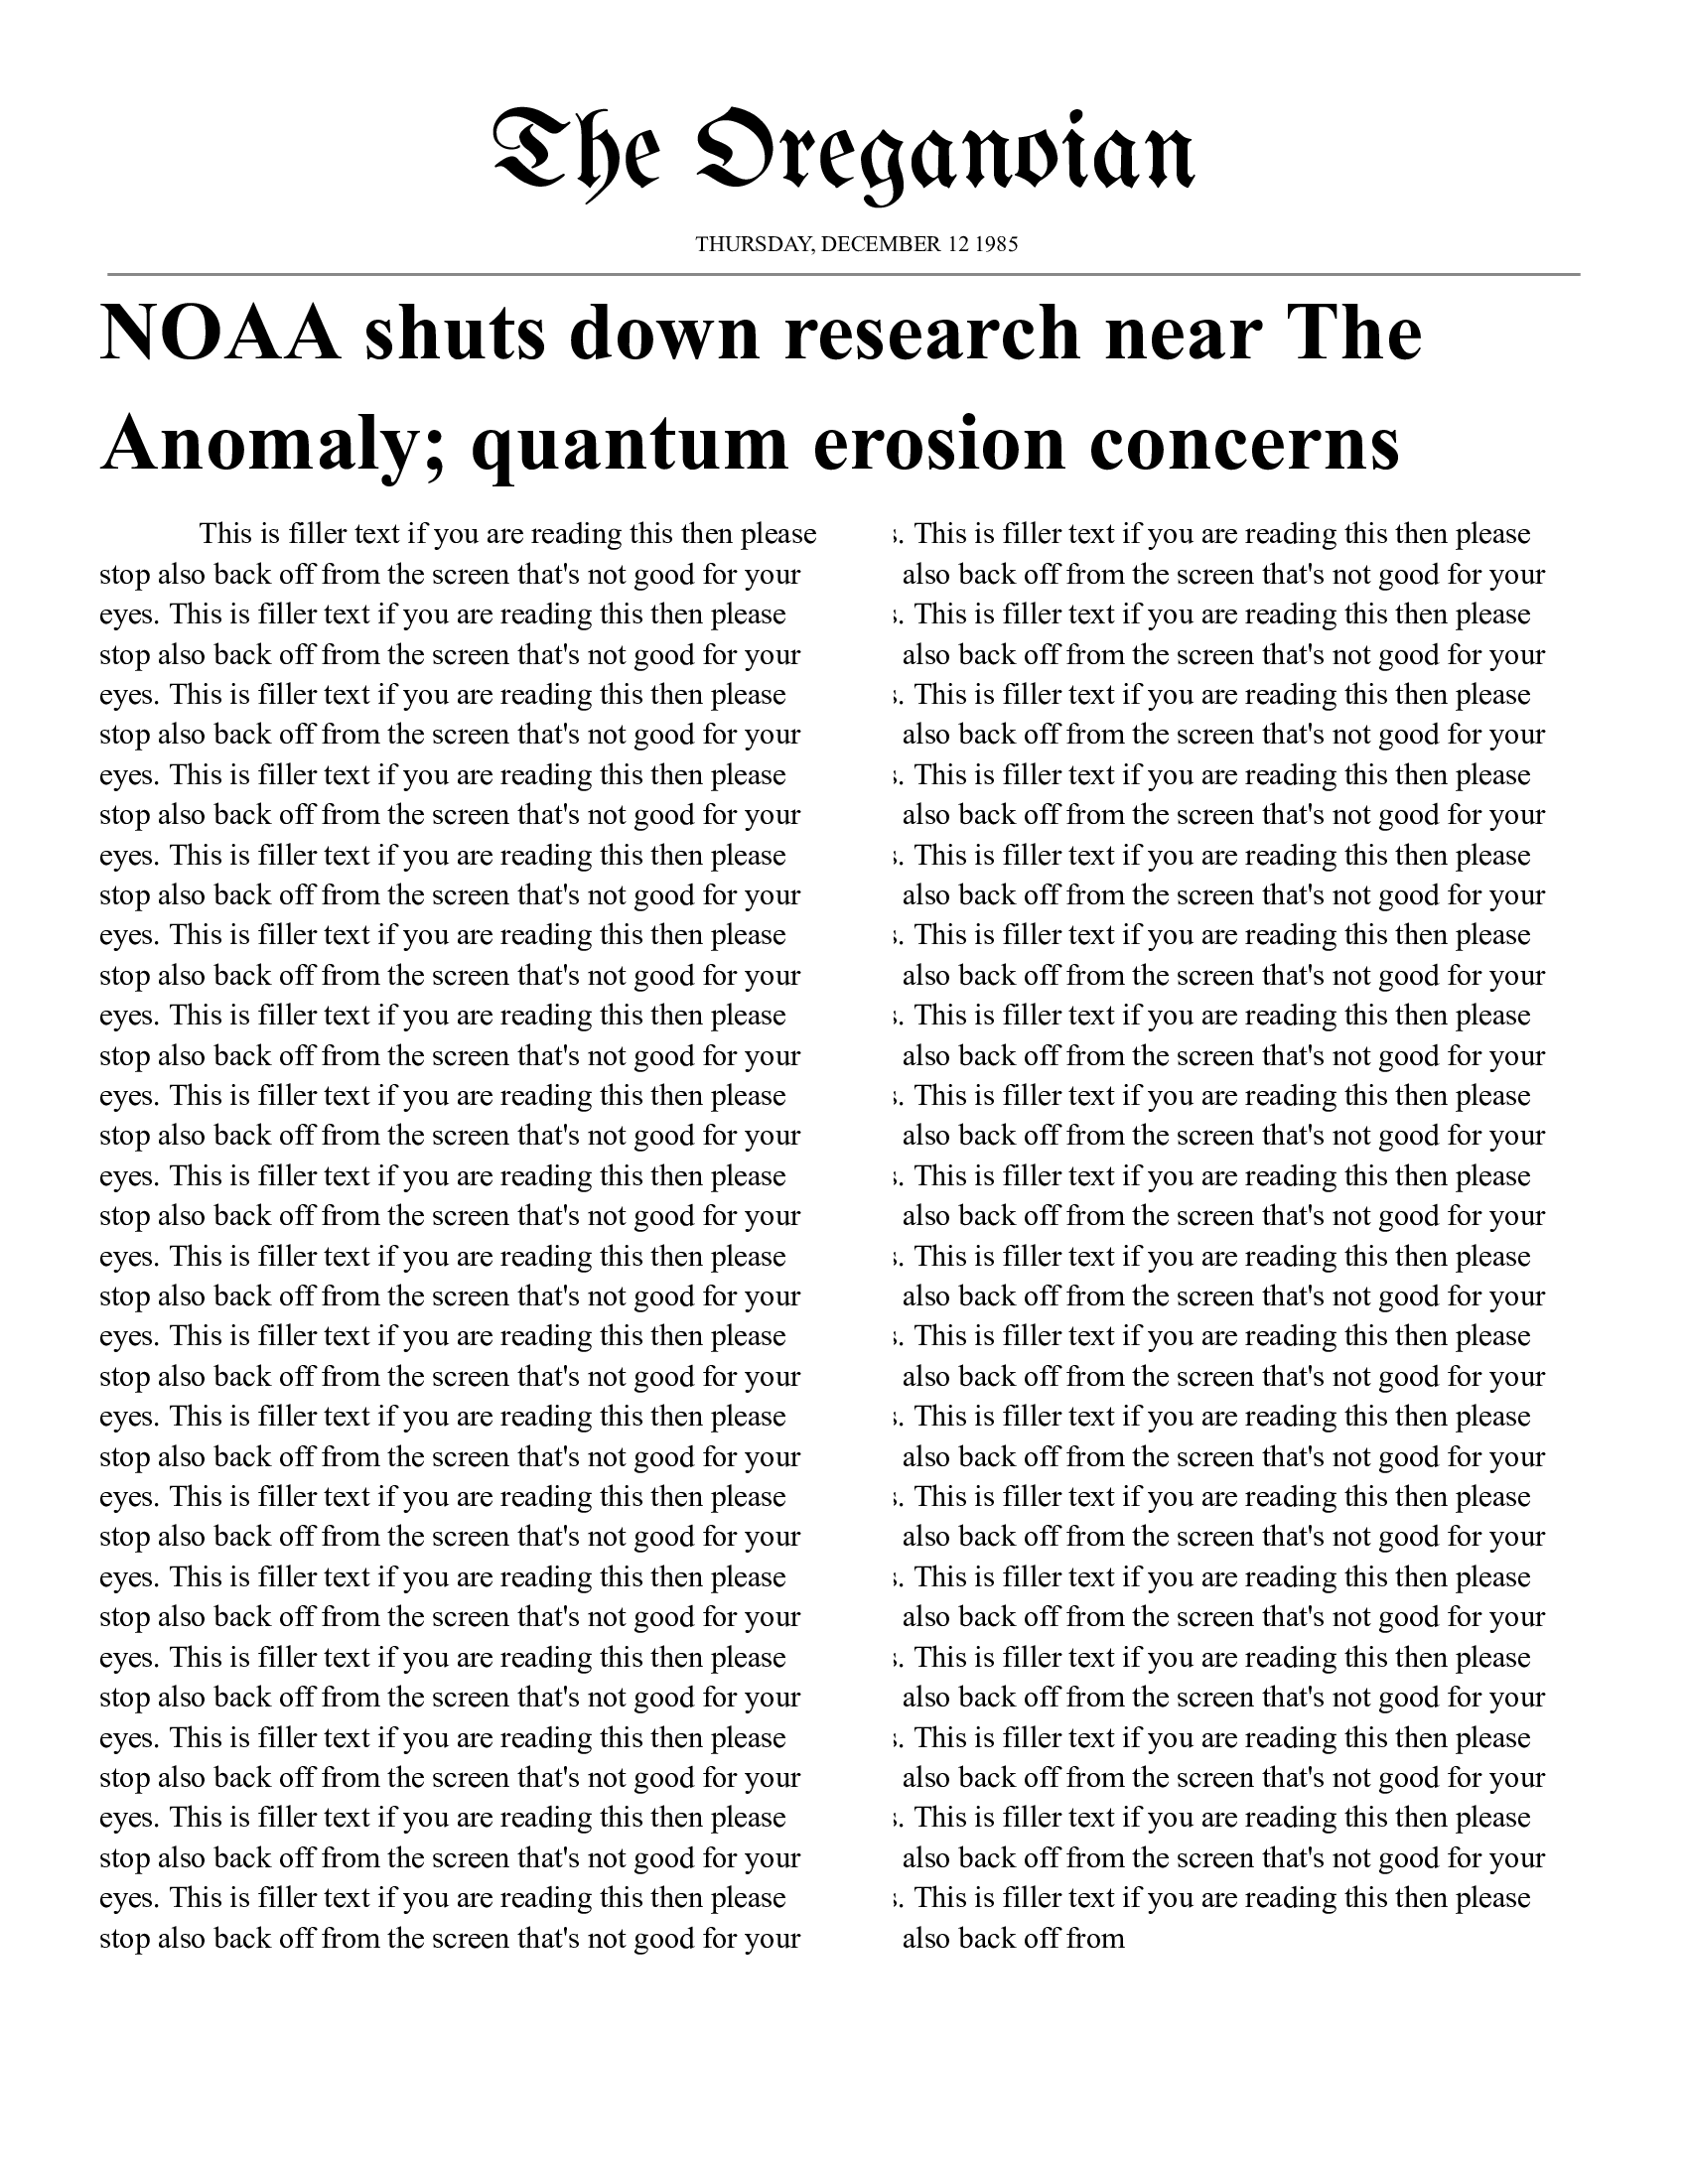 The Oreganoian
THURSDAY, DECEMBER 12 1985
NOAA shuts down research near The
Anomaly; quantum erosion concerns
This is filler text if you are reading this then please
stop also back off from the screen that's not good for your
eyes. This is filler text if you are reading this then please
stop also back off from the screen that's not good for your
eyes. This is filler text if you are reading this then please
stop also back off from the screen that's not good for your
eyes. This is filler text if you are reading this then please
stop also back off from the screen that's not good for your
eyes. This is filler text if you are reading this then please
stop also back off from the screen that's not good for your
eyes. This is filler text if you are reading this then please
stop also back off from the screen that's not good for your
eyes. This is filler text if you are reading this then please
stop also back off from the screen that's not good for your
eyes. This is filler text if you are reading this then please
stop also back off from the screen that's not good for your
eyes. This is filler text if you are reading this then please
stop also back off from the screen that's not good for your
eyes. This is filler text if you are reading this then please
stop also back off from the screen that's not good for your
eyes. This is filler text if you are reading this then please
stop also back off from the screen that's not good for your
eyes. This is filler text if you are reading this then please
stop also back off from the screen that's not good for your
eyes. This is filler text if you are reading this then please
stop also back off from the screen that's not good for your
eyes. This is filler text if you are reading this then please
stop also back off from the screen that's not good for your
eyes. This is filler text if you are reading this then please
stop also back off from the screen that's not good for your
eyes. This is filler text if you are reading this then please
stop also back off from the screen that's not good for your
eyes. This is filler text if you are reading this then please
stop also back off from the screen that's not good for your
eyes. This is filler text if you are reading this then please
stop also back off from the screen that's not good for your
s. This is filler text if you are reading this then please
also back off from the screen that's not good for your
s. This is filler text if you are reading this then please
also back off from the screen that's not good for your
s. This is filler text if you are reading this then please
also back off from the screen that's not good for your
s. This is filler text if you are reading this then please
also back off from the screen that's not good for your
s. This is filler text if you are reading this then please
also back off from the screen that's not good for your
s. This is filler text if you are reading this then please
also back off from the screen that's not good for your
s. This is filler text if you are reading this then please
also back off from the screen that's not good for your
s. This is filler text if you are reading this then please
also back off from the screen that's not good for your
s. This is filler text if you are reading this then please
also back off from the screen that's not good for your
s. This is filler text if you are reading this then please
also back off from the screen that's not good for your
s. This is filler text if you are reading this then please
also back off from the screen that's not good for your
s. This is filler text if you are reading this then please
also back off from the screen that's not good for your
s. This is filler text if you are reading this then please
also back off from the screen that's not good for your
s. This is filler text if you are reading this then please
also back off from the screen that's not good for your
s. This is filler text if you are reading this then please
also back off from the screen that's not good for your
s. This is filler text if you are reading this then please
also back off from the screen that's not good for your
s. This is filler text if you are reading this then please
also back off from the screen that's not good for your
s. This is filler text if you are reading this then please
also back off from